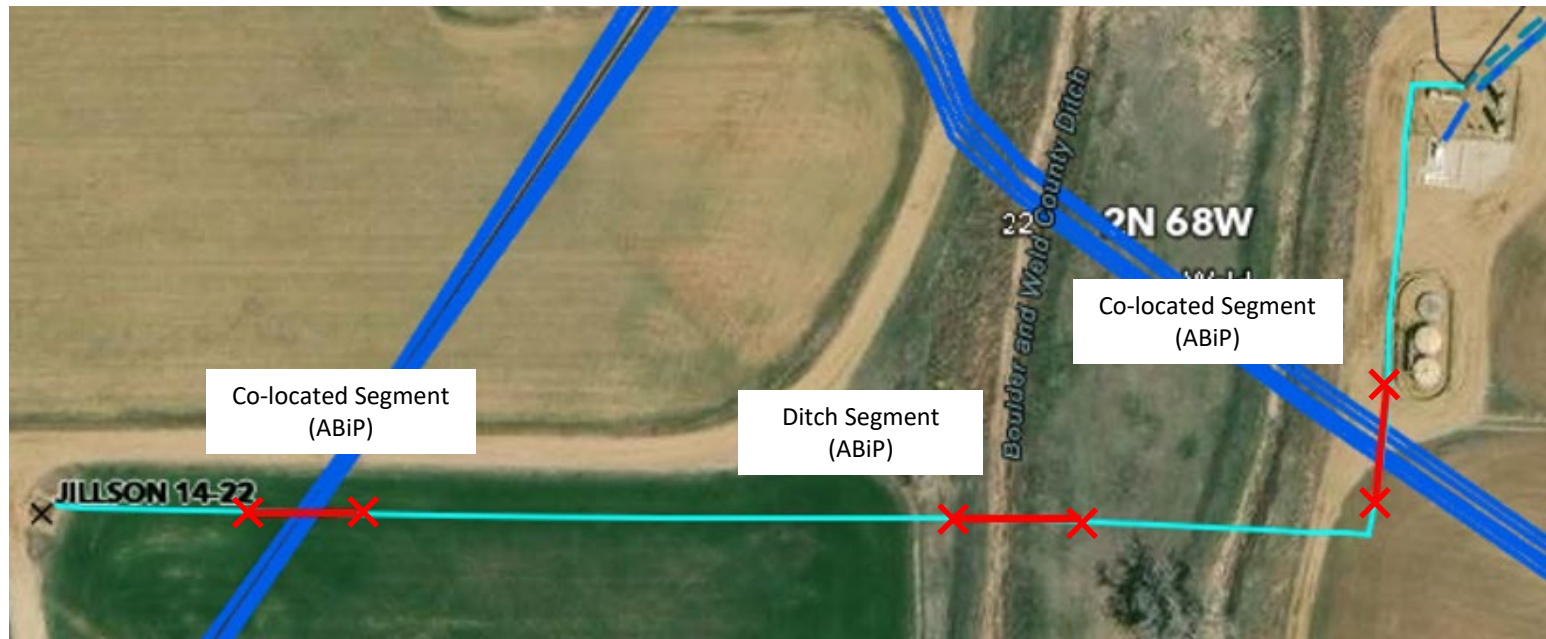 22
2N 68W
Boulder and Weld County Ditch
Co-located Segment
(ABiP)
Co-located Segment
(ABiP)
Ditch Segment
(ABiP)
JILLSON 14-22